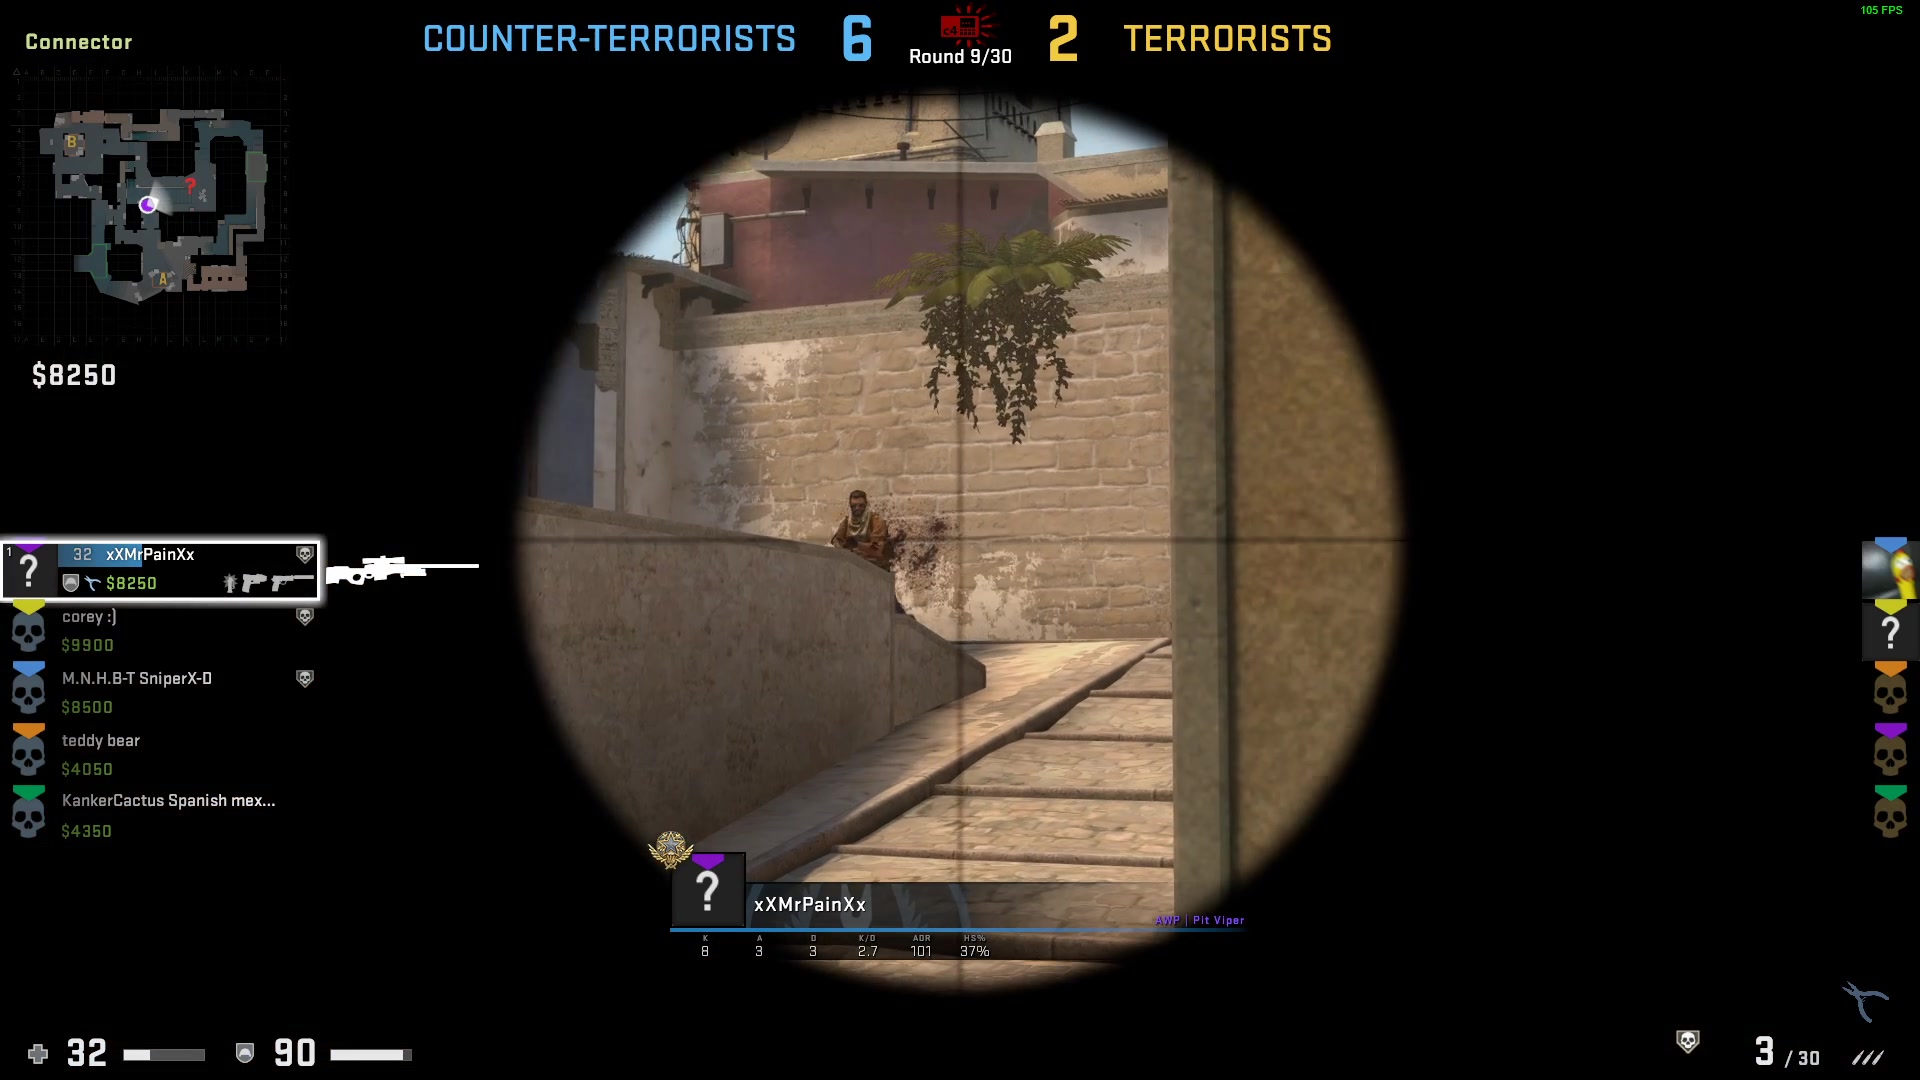 105 FPS
Connector
COUNTER-TERRORISTS 6 Round 9/30 2 TERRORISTS
B
?
A
$8250
1 ? 32 xXMrPainXx
$8250
corey :)
$9900
M.N.H.B-T SniperX-D
$8500
?
teddy bear
$4050
KankerCactus Spanish mex...
$4350
? xXMrPainXx
AWP | Pit Viper
K A D K/D ADR HS%
8 3 3 2.7 101 37%
32 90 3 / 30